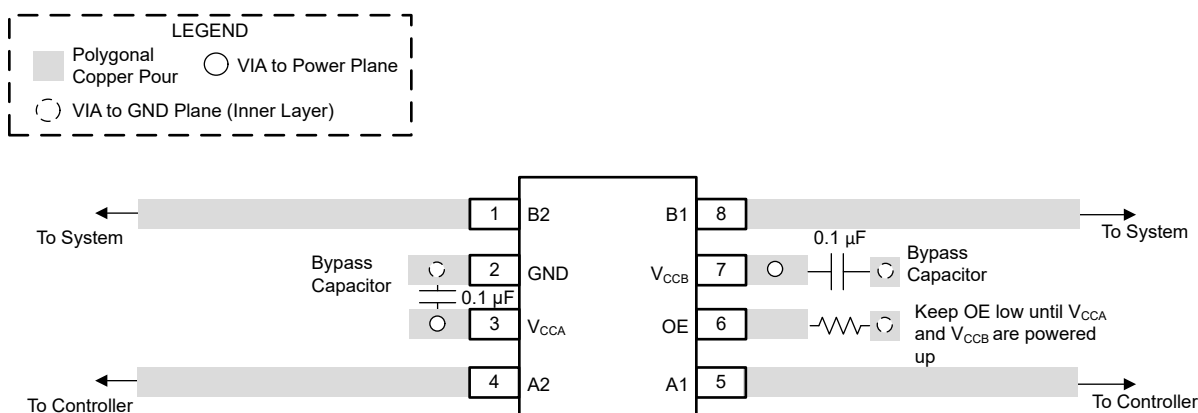 LEGEND
Polygonal
Copper Pour
VIA to Power Plane
VIA to GND Plane (Inner Layer)
1 B2
B1 8
To System
To System
0.1 µF
Bypass
Capacitor
2 GND
VCCB 7
Bypass
Capacitor
0.1 µF
3 VCCA
OE 6
Keep OE low until VCCA
and VCCB are powered
up
4 A2
A1 5
To Controller
To Controller